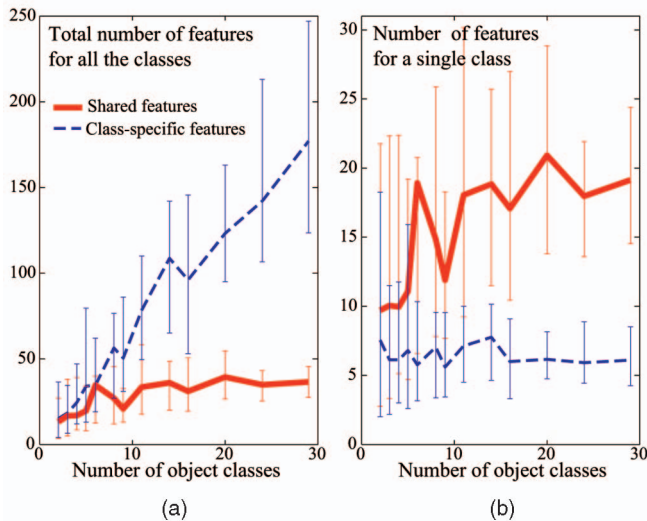 Total number of features
for all the classes
Shared features
Class-specific features
250
200
150
100
50
0
0
10
20
30
Number of object classes
(a)
Number of features
for a single class
30
25
20
15
10
5
0
0
10
20
30
Number of object classes
(b)